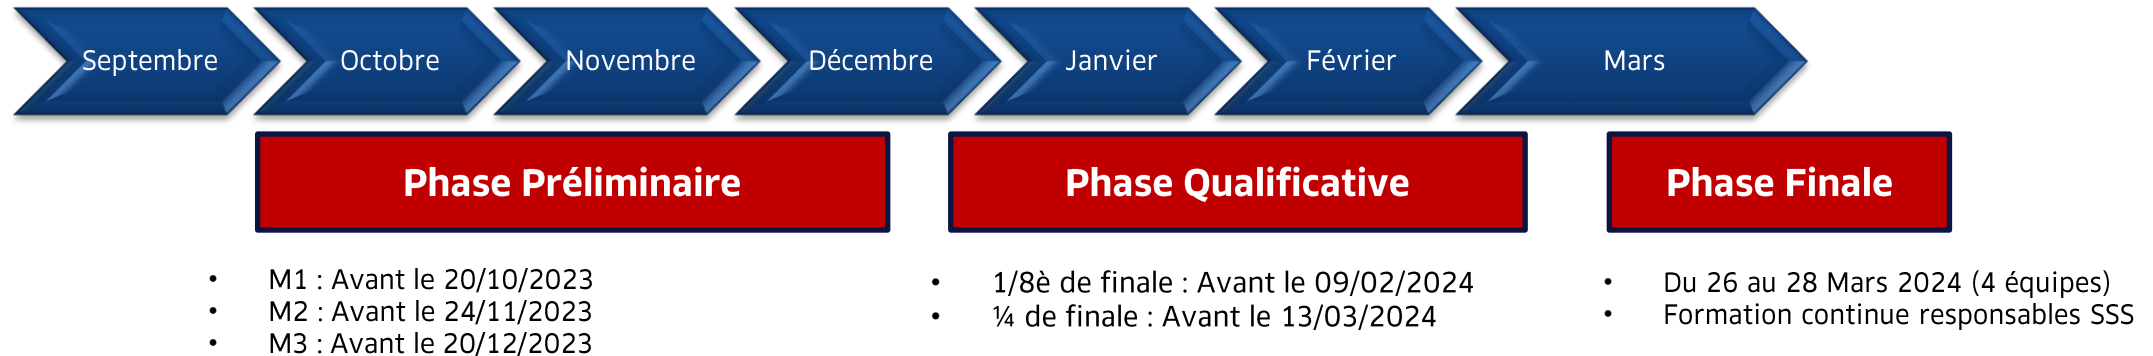 Septembre Octobre Novembre Décembre Janvier Février Mars
Phase Préliminaire
• M1 : Avant le 20/10/2023
• M2 : Avant le 24/11/2023
• M3 : Avant le 20/12/2023
Phase Qualificative
• 1/8è de finale : Avant le 09/02/2024
• ¼ de finale : Avant le 13/03/2024
Phase Finale
• Du 26 au 28 Mars 2024 (4 équipes)
• Formation continue responsables SSS